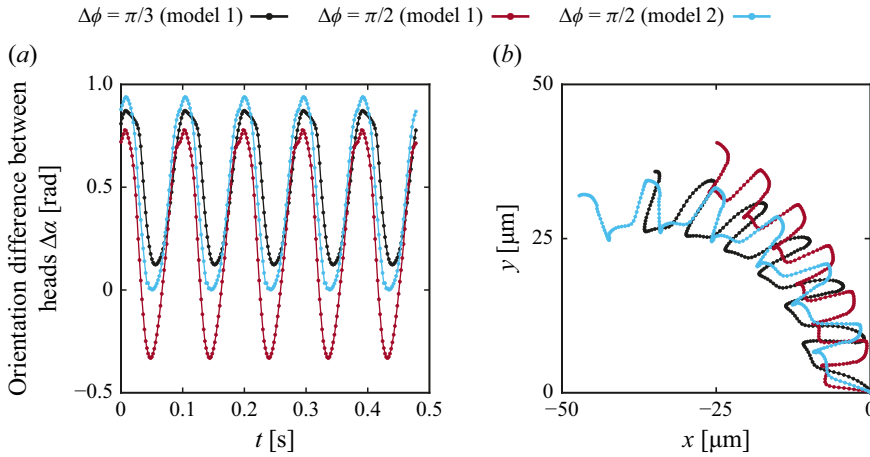 Δϕ = π/3 (model 1) Δϕ = π/2 (model 1) Δϕ = π/2 (model 2)
(a) (b)
Orientation difference between
heads Δα [rad]
1.0
0.5
0
−0.5
0 0.1 0.2 0.3 0.4 0.5
t [s]
y [μm]
50
25
0
−50 −25 0
x [μm]